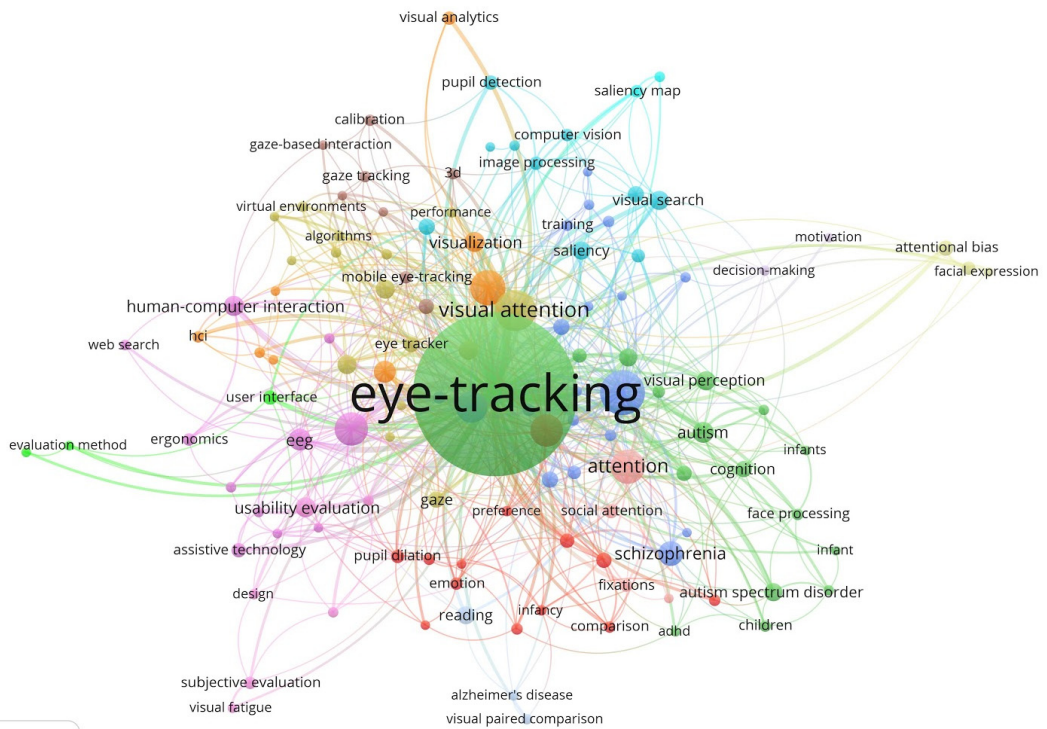 visual analytics
pupil detection
saliency map
calibration
computer vision
gaze-based interaction
image processing
3d
gaze tracking
visual search
virtual environments
performance
training
algorithms
visualization
saliency
motivation
attentional bias
decision-making
facial expression
mobile eye-tracking
human-computer interaction
visual attention
hci
web search
eye tracker
visual perception
eye-tracking
user interface
autism
evaluation method
ergonomics
eeg
infants
attention
cognition
gaze
usability evaluation
preference
social attention
face processing
assistive technology
pupil dilation
schizophrenia
infant
emotion
fixations
design
autism spectrum disorder
reading
infancy
comparison
adhd
children
subjective evaluation
alzheimer's disease
visual fatigue
visual paired comparison